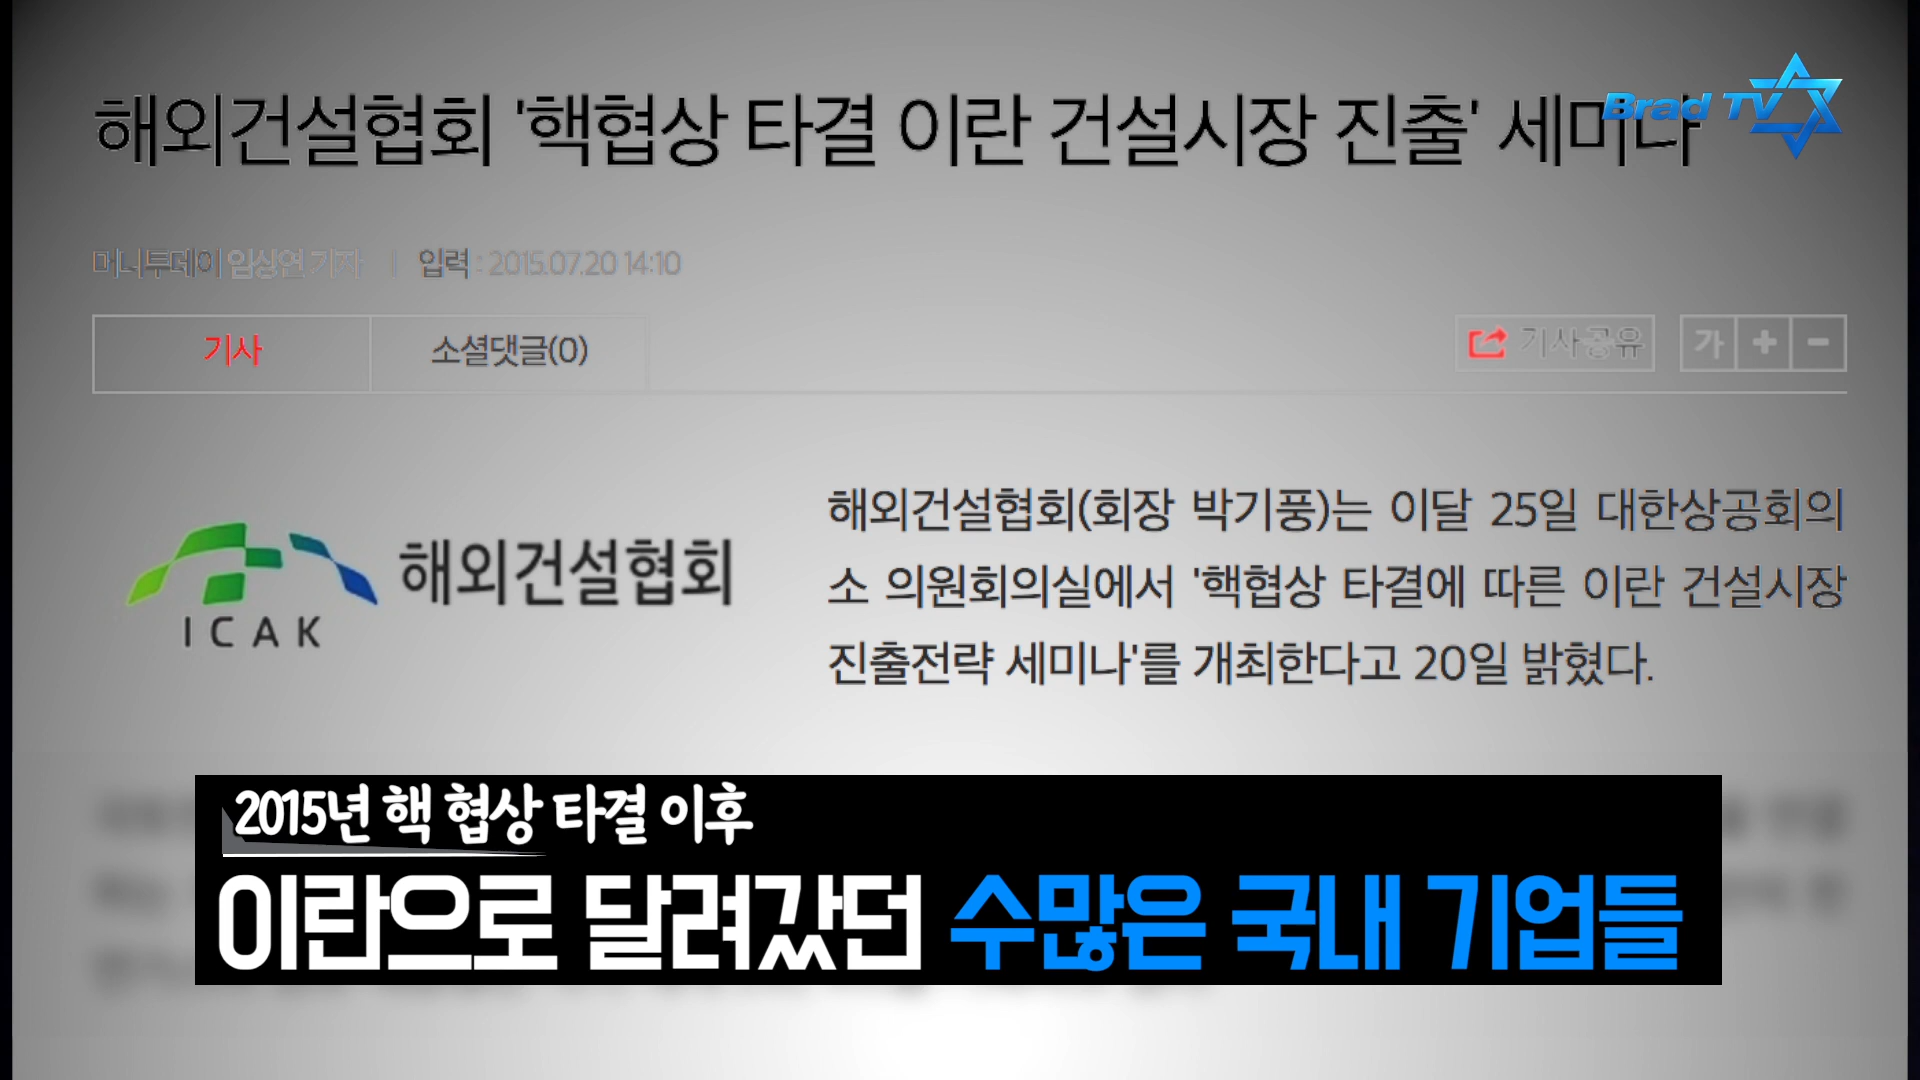 해외건설협회 '핵협상 타결 이란 건설시장 진출' 세미나
Brad TV
머니투데이 임상연 기자 | 입력 : 2015.07.20 14:10
기사
소셜댓글(0)
기사공유
가 + -
ICAK
해외건설협회
해외건설협회(회장 박기풍)는 이달 25일 대한상공회의
소 의원회의실에서 '핵협상 타결에 따른 이란 건설시장
진출전략 세미나'를 개최한다고 20일 밝혔다.
2015년 핵 협상 타결 이후
이란으로 달려갔던 수많은 국내 기업들